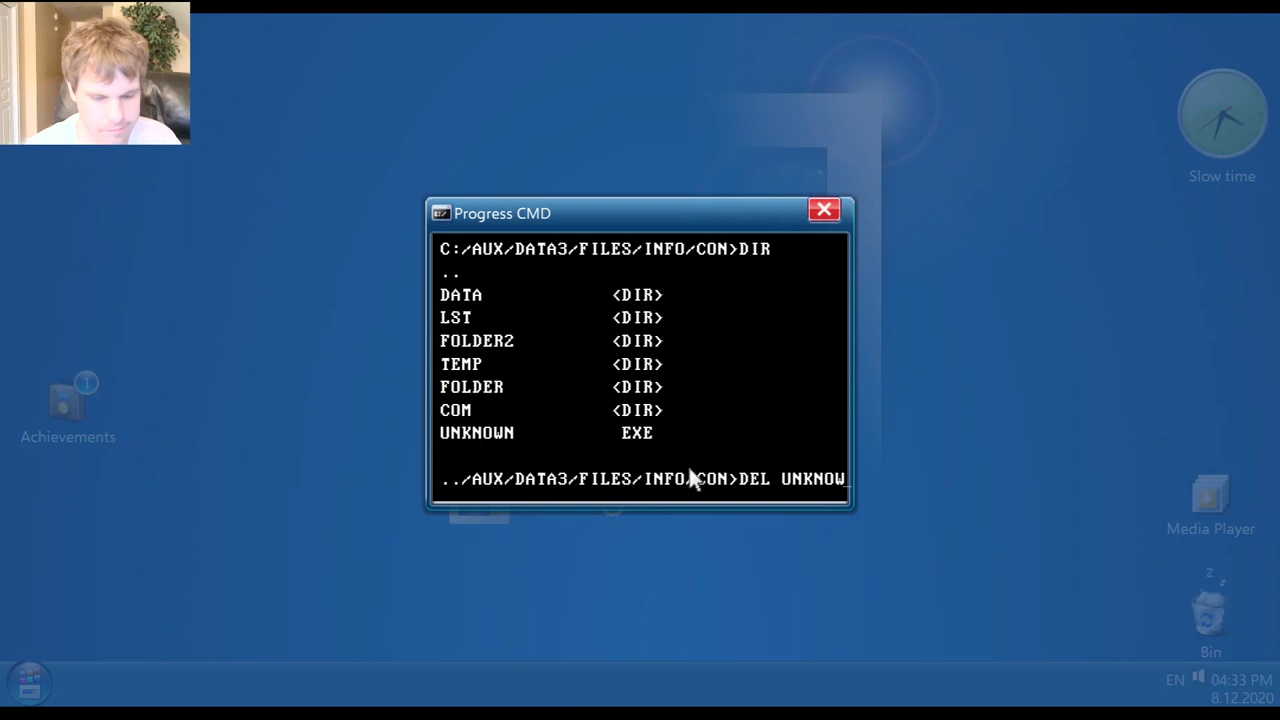 Slow time
Progress CMD
C:/AUX/DATA3/FILES/INFO/CON>DIR
..
DATA <DIR>
LST <DIR>
FOLDER2 <DIR>
TEMP <DIR>
FOLDER <DIR>
COM <DIR>
UNKNOWN EXE
../AUX/DATA3/FILES/INFO/CON>DEL UNKNOW_
1
Achievements
Media Player
z
z
Bin
EN 04:33 PM
8.12.2020